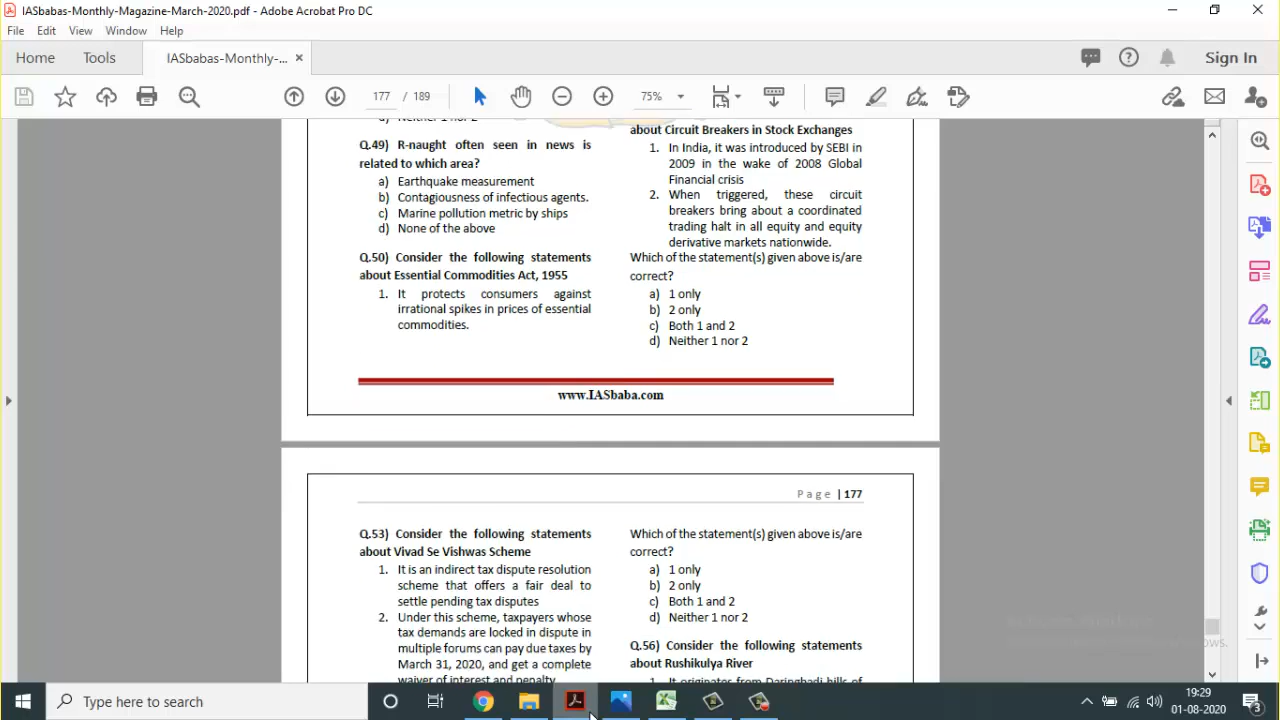 IASbabas-Monthly-Magazine-March-2020.pdf - Adobe Acrobat Pro DC
File Edit View Window Help
Home Tools IASbabas-Monthly-... × Sign In
177 / 189 75%
d) Neither 1 nor 2
Q.49) R-naught often seen in news is
related to which area?
a) Earthquake measurement
b) Contagiousness of infectious agents.
c) Marine pollution metric by ships
d) None of the above
Q.50) Consider the following statements
about Essential Commodities Act, 1955
1. It protects consumers against
irrational spikes in prices of essential
commodities.
about Circuit Breakers in Stock Exchanges
1. In India, it was introduced by SEBI in
2009 in the wake of 2008 Global
Financial crisis
2. When triggered, these circuit
breakers bring about a coordinated
trading halt in all equity and equity
derivative markets nationwide.
Which of the statement(s) given above is/are
correct?
a) 1 only
b) 2 only
c) Both 1 and 2
d) Neither 1 nor 2
www.IASbaba.com
Page | 177
Q.53) Consider the following statements
about Vivad Se Vishwas Scheme
1. It is an indirect tax dispute resolution
scheme that offers a fair deal to
settle pending tax disputes
2. Under this scheme, taxpayers whose
tax demands are locked in dispute in
multiple forums can pay due taxes by
March 31, 2020, and get a complete
waiver of interest and penalty
Which of the statement(s) given above is/are
correct?
a) 1 only
b) 2 only
c) Both 1 and 2
d) Neither 1 nor 2
Q.56) Consider the following statements
about Rushikulya River
1. It originates from Daringbadi hills of
Type here to search
19:29
01-08-2020
3